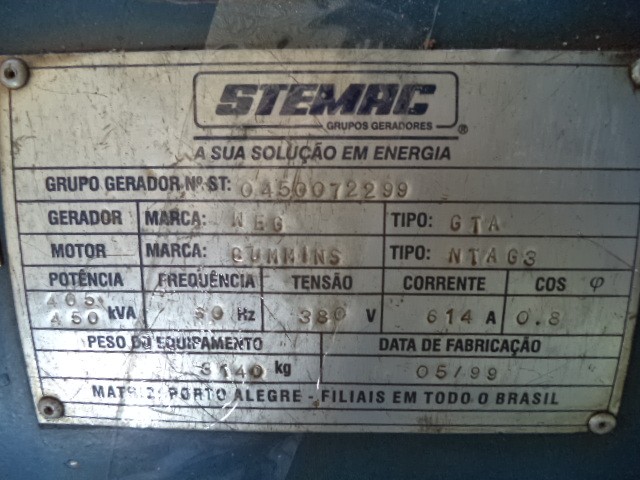 STEMAC
GRUPOS GERADORES ®
A SUA SOLUÇÃO EM ENERGIA
GRUPO GERADOR Nº ST: 0450072299
GERADOR MARCA: WEG TIPO: GTA
MOTOR MARCA: CUMMINS TIPO: NTAG3
POTÊNCIA FREQUÊNCIA TENSÃO CORRENTE COS φ
405
450 kVA 60 Hz 380 V 614 A 0.8
PESO DO EQUIPAMENTO DATA DE FABRICAÇÃO
3140 kg 05/99
MATRIZ: PORTO ALEGRE - FILIAIS EM TODO O BRASIL